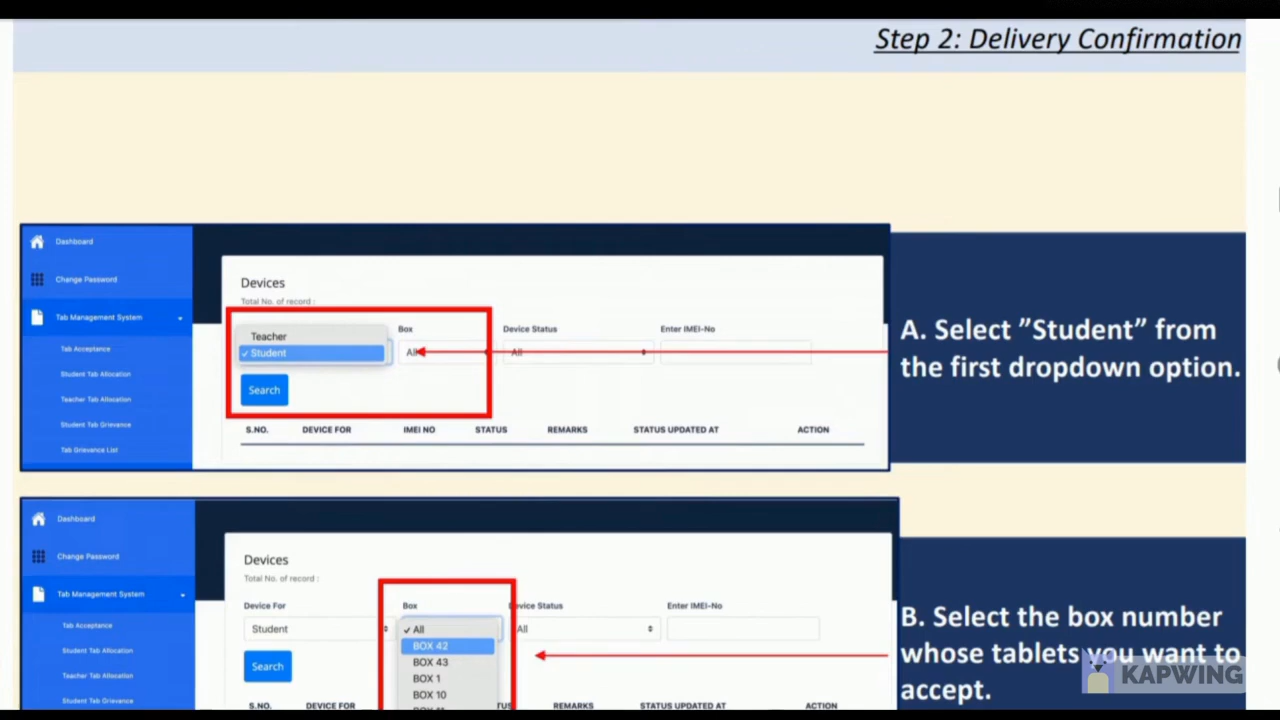 Step 2: Delivery Confirmation
Dashboard
Change Password
Tab Management System
Tab Acceptance
Student Tab Allocation
Teacher Tab Allocation
Student Tab Grievance
Tab Grievance List
Devices
Total No. of record :
Teacher
✓ Student
Box
All
Device Status
All
Enter IMEI-No
Search
S.NO. DEVICE FOR IMEI NO STATUS REMARKS STATUS UPDATED AT ACTION
A. Select ”Student” from
the first dropdown option.
Dashboard
Change Password
Tab Management System
Tab Acceptance
Student Tab Allocation
Teacher Tab Allocation
Student Tab Grievance
Devices
Total No. of record :
Device For
Student
Box
✓ All
BOX 42
BOX 43
BOX 1
BOX 10
All
Enter IMEI-No
Search
S.NO. DEVICE FOR REMARKS STATUS UPDATED AT ACTION
B. Select the box number
whose tablets you want to
accept.
KAPWING